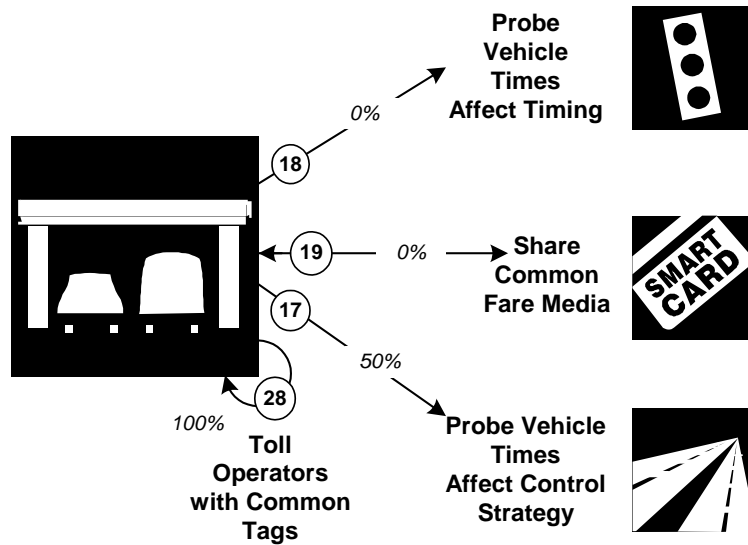 Probe
Vehicle
Times
Affect Timing
0%
18
19
0%
Share
Common
Fare Media
SMART
CARD
17
50%
28
100%
Toll
Operators
with Common
Tags
Probe Vehicle
Times
Affect Control
Strategy